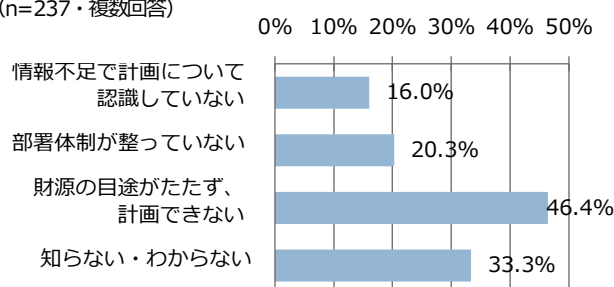 (n=237・複数回答)
0% 10% 20% 30% 40% 50%
情報不足で計画について
認識していない
16.0%
部署体制が整っていない
20.3%
財源の目途がたたず、
計画できない
46.4%
知らない・わからない
33.3%